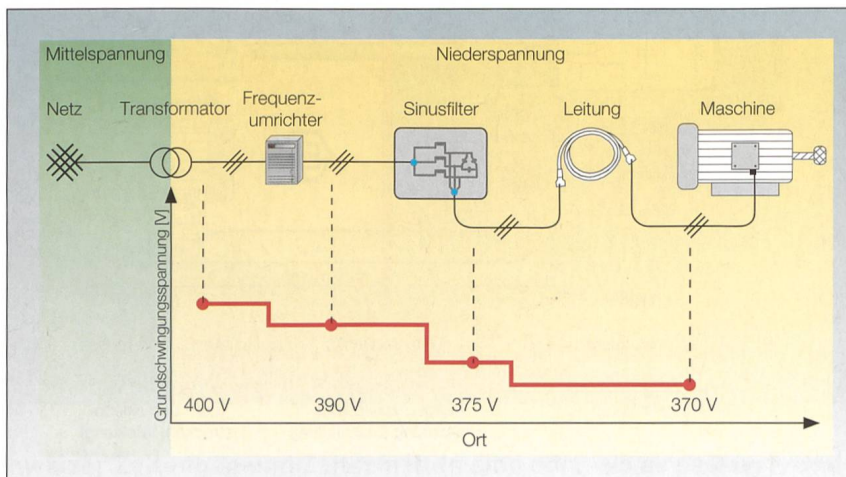 Mittelspannung
Niederspannung
Netz
Transformator
Frequenz-
umrichter
Sinusfilter
Leitung
Maschine
Grundschwingungsspannung [V]
400 V
390 V
375 V
370 V
Ort